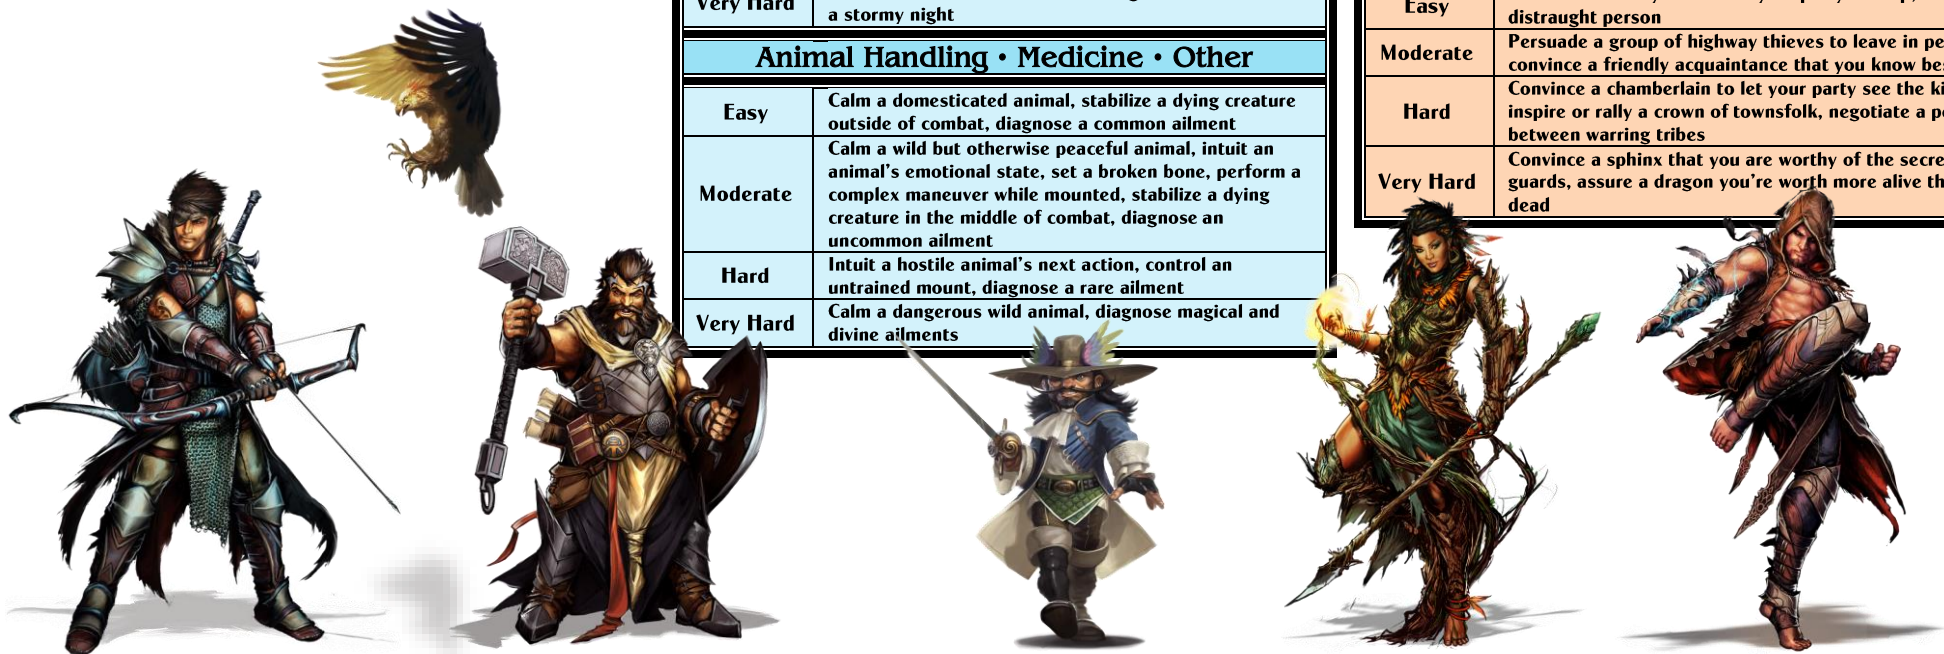 Very Hard
a stormy night
Animal Handling • Medicine • Other
Easy
Calm a domesticated animal, stabilize a dying creature
outside of combat, diagnose a common ailment
Moderate
Calm a wild but otherwise peaceful animal, intuit an
animal's emotional state, set a broken bone, perform a
complex maneuver while mounted, stabilize a dying
creature in the middle of combat, diagnose an
uncommon ailment
Hard
Intuit a hostile animal's next action, control an
untrained mount, diagnose a rare ailment
Very Hard
Calm a dangerous wild animal, diagnose magical and
divine ailments
Easy
distraught person
Moderate
Persuade a group of highway thieves to leave in
convince a friendly acquaintance that you know
Hard
Convince a chamberlain to let your party see the
inspire or rally a crown of townsfolk, negotiate a
between warring tribes
Very Hard
Convince a sphinx that you are worthy of the
guards, assure a dragon you're worth more alive
dead